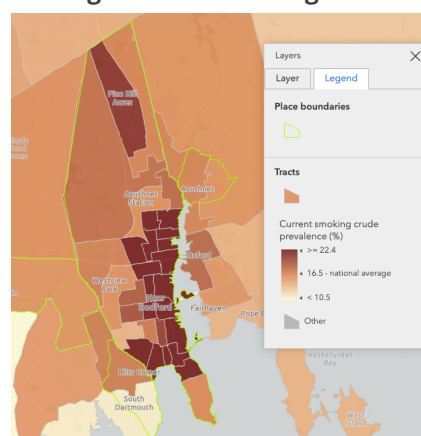 Layers
Layer
Legend
Place boundaries
Tracts
Current smoking crude
prevalence (%)
>= 22.4
16.5 - national average
< 10.5
Other
Pine Hill
Acres
Acushnet
Station
Acushnet
Oxford
Westview
Park
New
Bedford
Fairhaven
Pope
Bliss Corner
South
Dartmouth
Nasketucket
Bay
West
Island